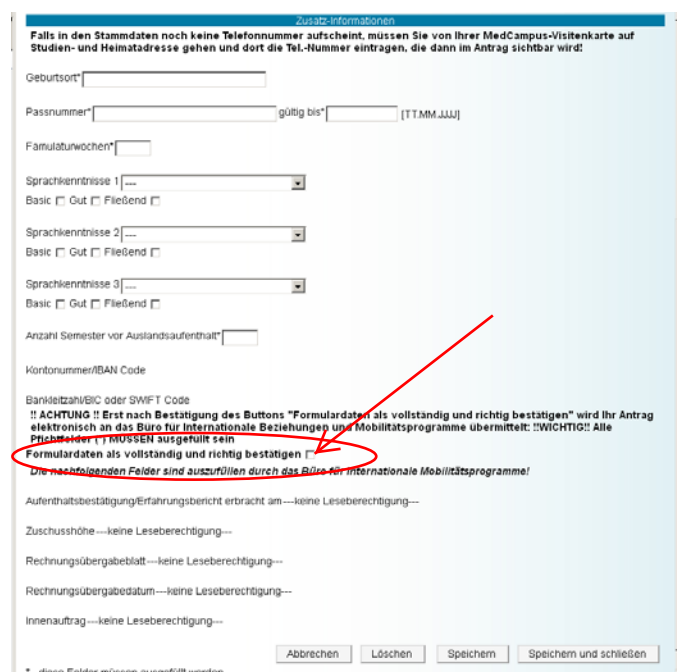 Zusatz-Informationen
Falls in den Stammdaten noch keine Telefonnummer aufscheint, müssen Sie von Ihrer MedCampus-Visitenkarte auf
Studien- und Heimatadresse gehen und dort die Tel.-Nummer eintragen, die dann im Antrag sichtbar wird!
Geburtsort*
Passnummer* gültig bis* [TT.MM.JJJJ]
Famulaturwochen*
Sprachkenntnisse 1 ---
Basic Gut Fließend
Sprachkenntnisse 2 ---
Basic Gut Fließend
Sprachkenntnisse 3 ---
Basic Gut Fließend
Anzahl Semester vor Auslandsaufenthalt*
Kontonummer/IBAN Code
Bankleitzahl/BIC oder SWIFT Code
!! ACHTUNG !! Erst nach Bestätigung des Buttons "Formulardaten als vollständig und richtig bestätigen" wird Ihr Antrag
elektronisch an das Büro für Internationale Beziehungen und Mobilitätsprogramme übermittelt: !!WICHTIG!! Alle
Pflichtfelder (*) MÜSSEN ausgefüllt sein
Formulardaten als vollständig und richtig bestätigen
Die nachfolgenden Felder sind auszufüllen durch das Büro für Internationale Mobilitätsprogramme!
Aufenthaltsbestätigung/Erfahrungsbericht erbracht am---keine Leseberechtigung---
Zuschusshöhe---keine Leseberechtigung---
Rechnungsübergabeblatt---keine Leseberechtigung---
Rechnungsübergabedatum---keine Leseberechtigung---
Innenauftrag---keine Leseberechtigung---
Abbrechen Löschen Speichern Speichern und schließen
* diese Felder müssen ausgefüllt werden